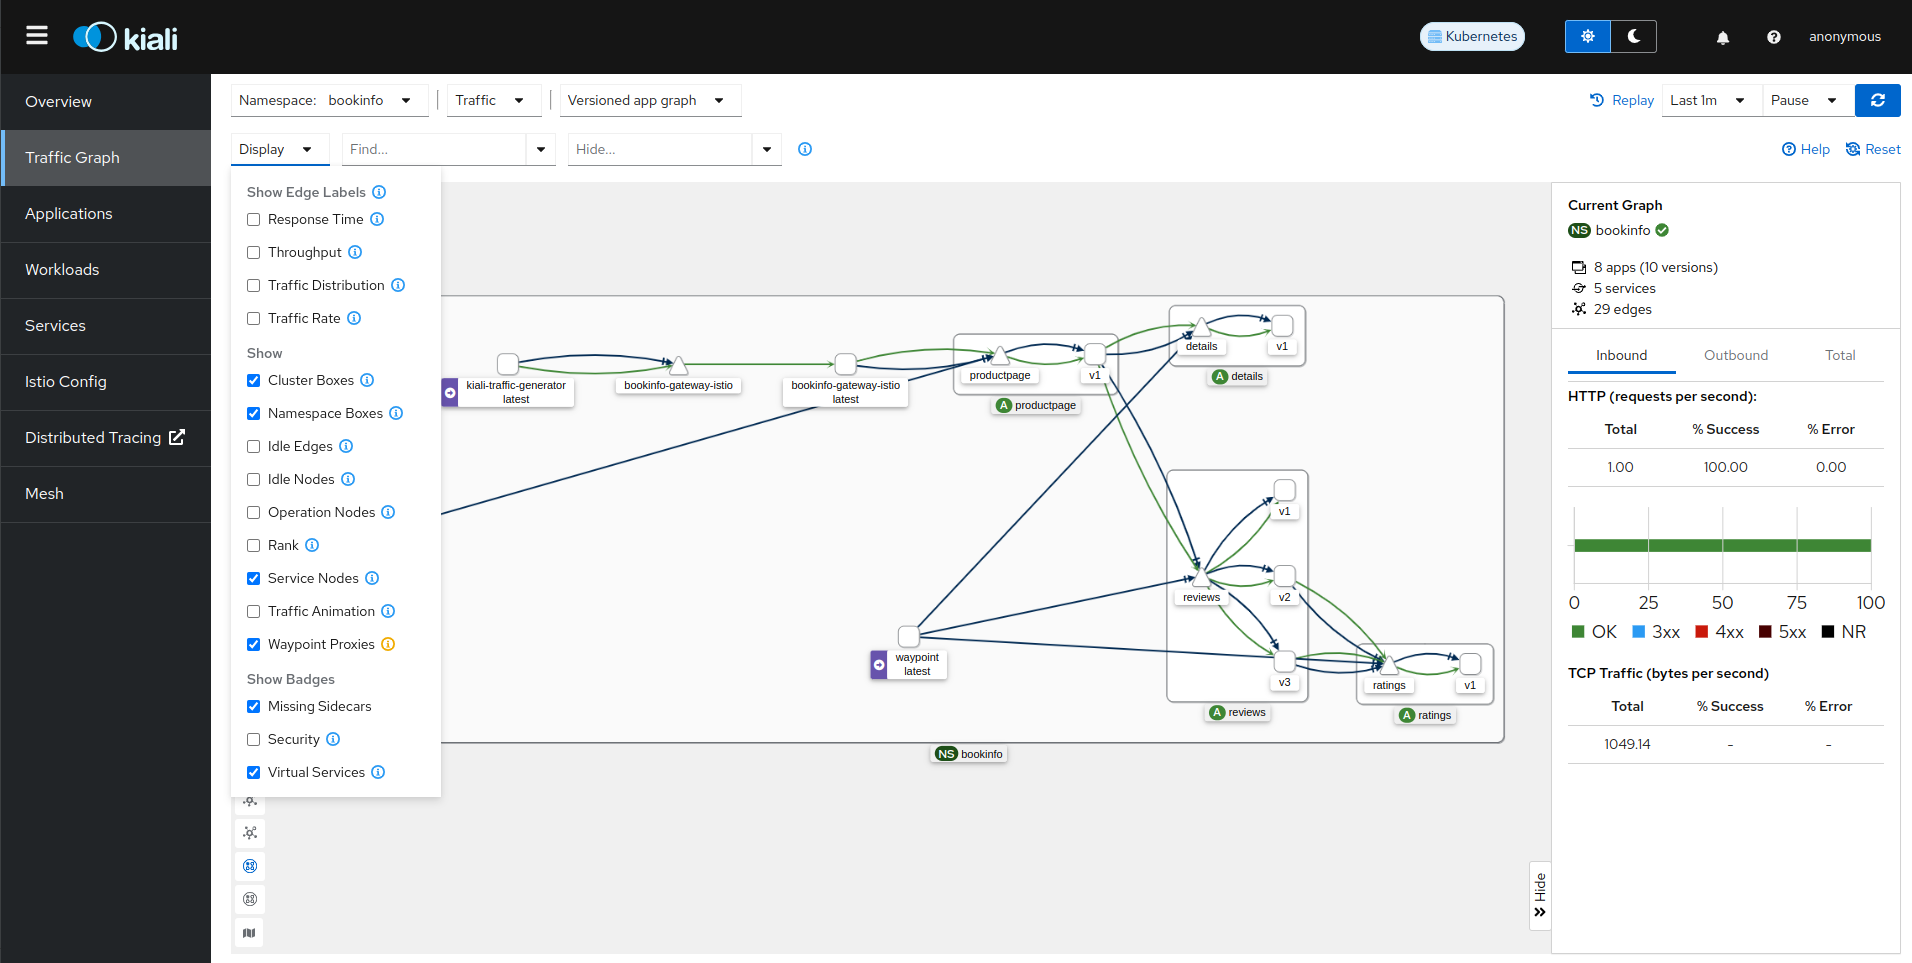 kiali
Kubernetes
anonymous
Overview
Traffic Graph
Applications
Workloads
Services
Istio Config
Distributed Tracing
Mesh
Namespace: bookinfo
Traffic
Versioned app graph
Replay
Last 1m
Pause
Display
Find...
Hide...
Help
Reset
Show Edge Labels
Response Time
Throughput
Traffic Distribution
Traffic Rate
Show
Cluster Boxes
Namespace Boxes
Idle Edges
Idle Nodes
Operation Nodes
Rank
Service Nodes
Traffic Animation
Waypoint Proxies
Show Badges
Missing Sidecars
Security
Virtual Services
kiali-traffic-generator
latest
bookinfo-gateway-istio
bookinfo-gateway-istio
latest
productpage
v1
A productpage
details
v1
A details
v1
reviews
v2
v3
A reviews
waypoint
latest
ratings
v1
A ratings
NS bookinfo
Hide
Current Graph
NS bookinfo
8 apps (10 versions)
5 services
29 edges
Inbound Outbound Total
HTTP (requests per second):
Total % Success % Error
1.00 100.00 0.00
0 25 50 75 100
OK 3xx 4xx 5xx NR
TCP Traffic (bytes per second)
Total % Success % Error
1049.14 - -